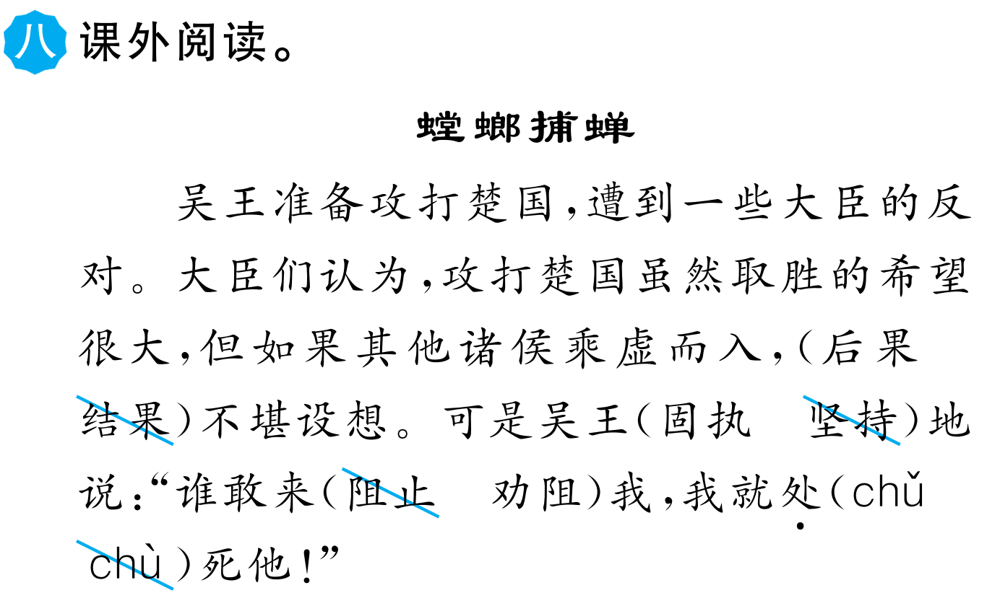 八 课外阅读。
螳螂捕蝉
吴王准备攻打楚国,遭到一些大臣的反
对。大臣们认为,攻打楚国虽然取胜的希望
很大,但如果其他诸侯乘虚而入,(后果
结果)不堪设想。可是吴王(固执 坚持)地
说:“谁敢来(阻止 劝阻)我,我就处(chǔ
chù)死他!”